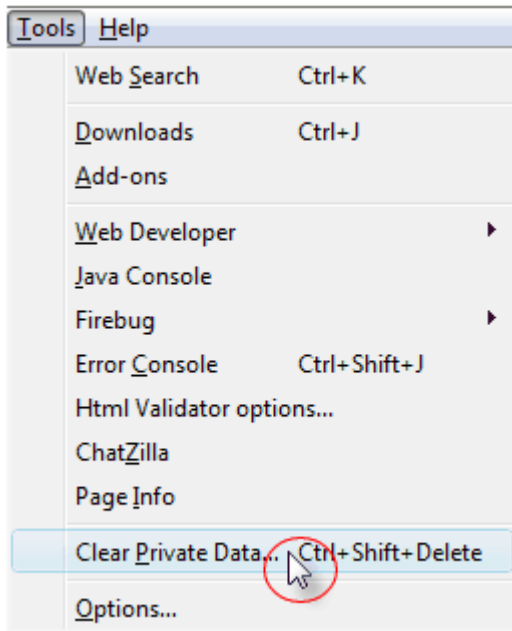 Tools Help
Web Search Ctrl+K
Downloads Ctrl+J
Add-ons
Web Developer
Java Console
Firebug
Error Console Ctrl+Shift+J
Html Validator options...
ChatZilla
Page Info
Clear Private Data... Ctrl+Shift+Delete
Options...